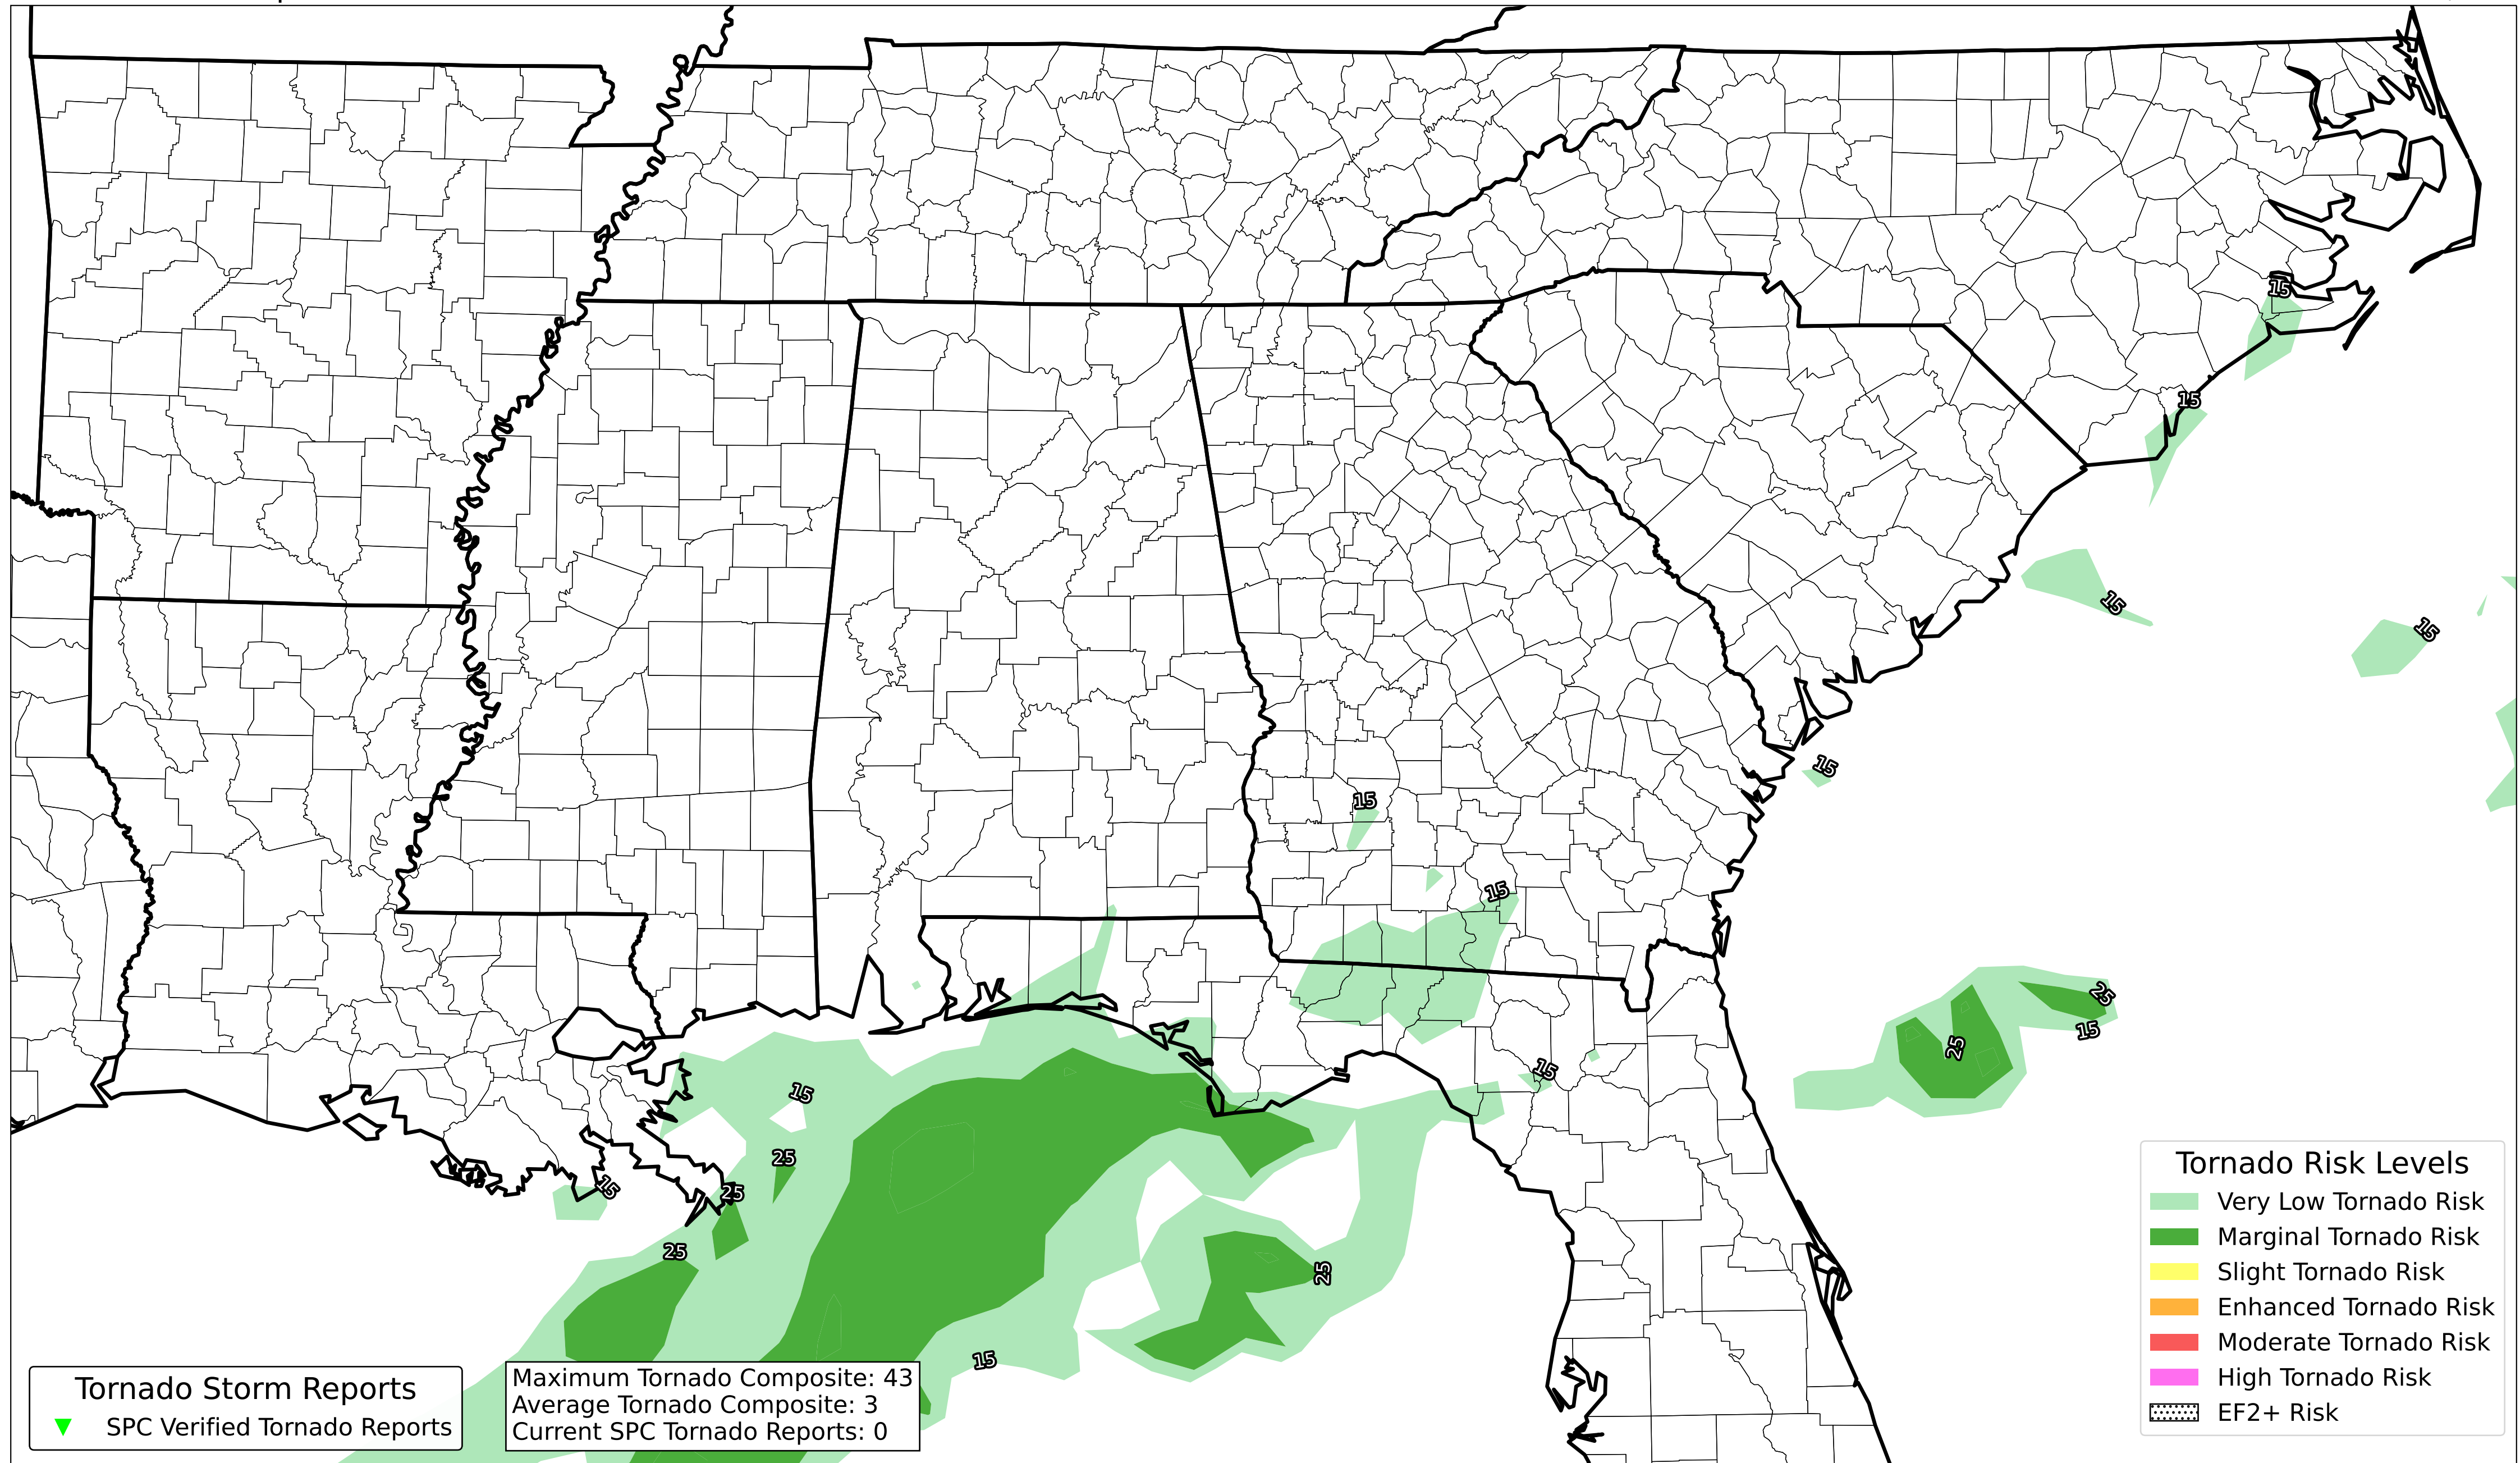 15
15
15
15
15
15
15
25
15
25
15
15
25
25
15
25
25
15
Tornado Risk Levels
Very Low Tornado Risk
Marginal Tornado Risk
Slight Tornado Risk
Enhanced Tornado Risk
Moderate Tornado Risk
High Tornado Risk
EF2+ Risk
Tornado Storm Reports
SPC Verified Tornado Reports
Maximum Tornado Composite: 43
Average Tornado Composite: 3
Current SPC Tornado Reports: 0